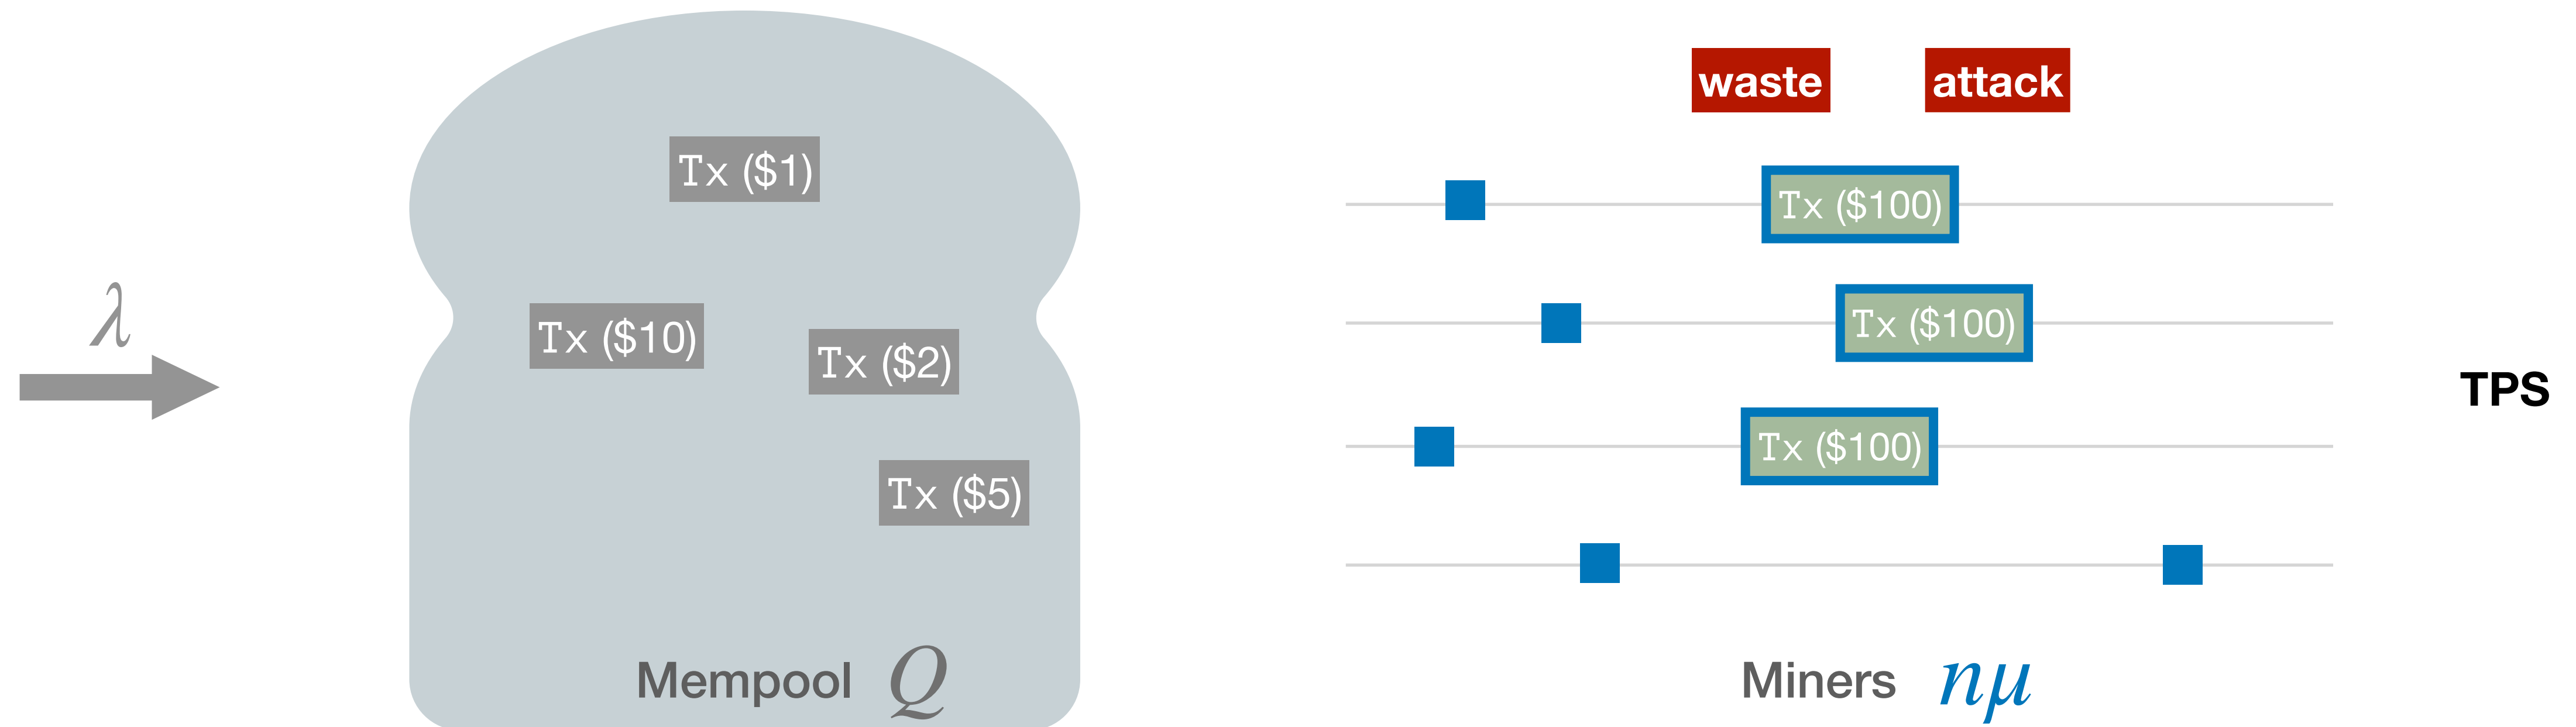 λ
Tx ($1)
Tx ($10)
Tx ($2)
Tx ($5)
Mempool Q
waste
attack
Tx ($100)
Tx ($100)
Tx ($100)
Miners nμ
TPS